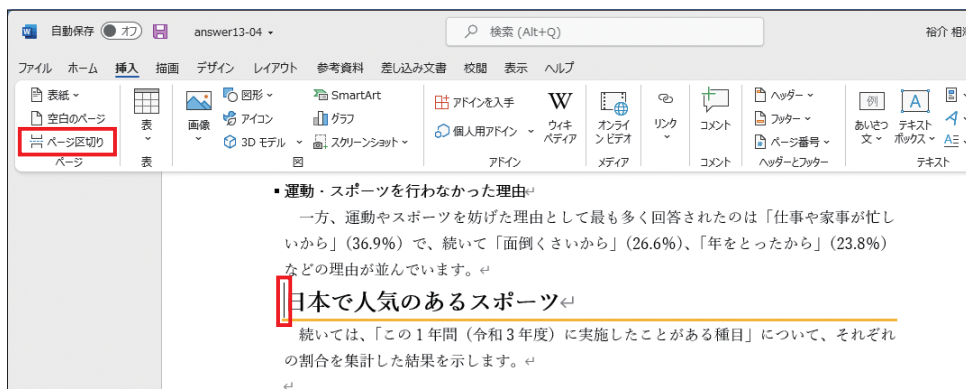 自動保存 オフ answer13-04 検索 (Alt+Q) 裕介 相
ファイル ホーム 挿入 描画 デザイン レイアウト 参考資料 差し込み文書 校閲 表示 ヘルプ
表紙 図形 SmartArt アドインを入手 ヘッダー
空白のページ アイコン グラフ フッター
ページ区切り 3D モデル スクリーンショット 個人用アドイン ページ番号
表 画像 ウィキペディア オンラインビデオ リンク コメント あいさつ文 テキストボックス
ページ 表 図 アドイン メディア コメント ヘッダーとフッター テキスト
▪運動・スポーツを行わなかった理由↵
一方、運動やスポーツを妨げた理由として最も多く回答されたのは「仕事や家事が忙し
いから」(36.9%) で、続いて「面倒くさいから」(26.6%)、「年をとったから」(23.8%)
などの理由が並んでいます。↵
日本で人気のあるスポーツ↵
続いては、「この1年間（令和3年度）に実施したことがある種目」について、それぞれ
の割合を集計した結果を示します。↵
↵